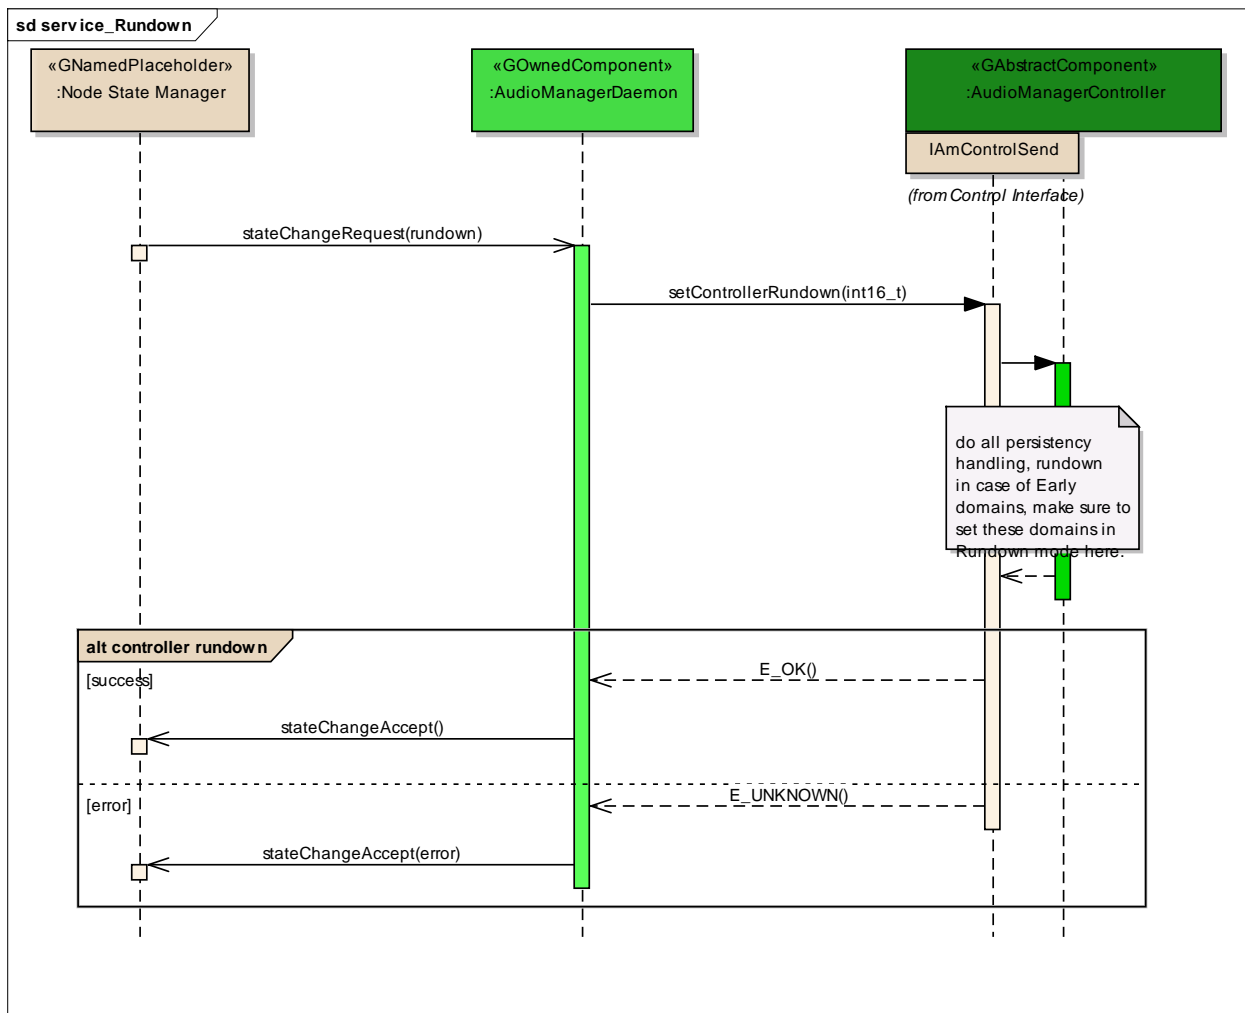 sd service_Rundown
«GNamedPlaceholder»
:Node State Manager
«GOwnedComponent»
:AudioManagerDaemon
«GAbstractComponent»
:AudioManagerController
IAmControlSend
(from Control Interface)
stateChangeRequest(rundown)
setControllerRundown(int16_t)
do all persistency
handling, rundown
in case of Early
domains, make sure to
set these domains in
Rundown mode here.
alt controller rundown
[success]
E_OK()
stateChangeAccept()
[error]
E_UNKNOWN()
stateChangeAccept(error)